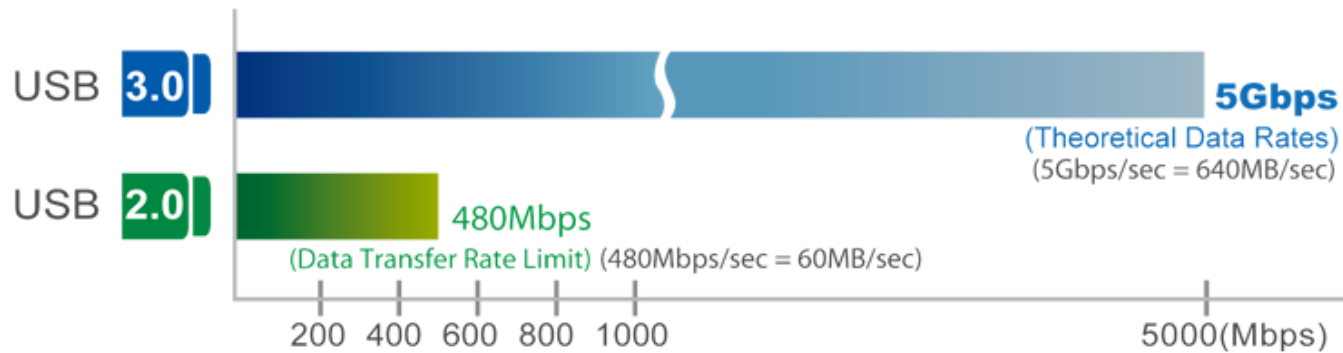 USB 3.0
5Gbps
(Theoretical Data Rates)
(5Gbps/sec = 640MB/sec)
USB 2.0
480Mbps
(Data Transfer Rate Limit) (480Mbps/sec = 60MB/sec)
200 400 600 800 1000 5000(Mbps)